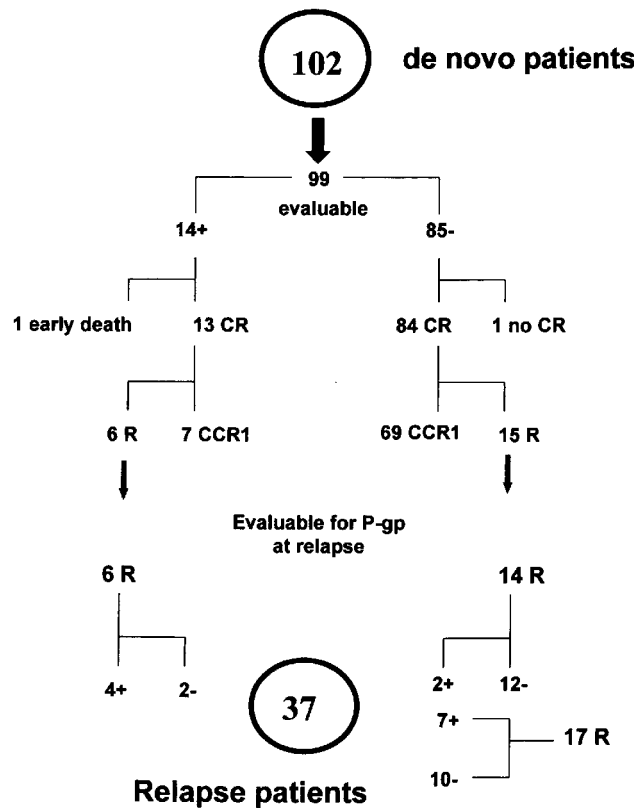 102 de novo patients
99
evaluable
14+ 85-
1 early death 13 CR 84 CR 1 no CR
6 R 7 CCR1 69 CCR1 15 R
Evaluable for P-gp
at relapse
6 R 14 R
4+ 2- 2+ 12-
37
7+
17 R
10-
Relapse patients